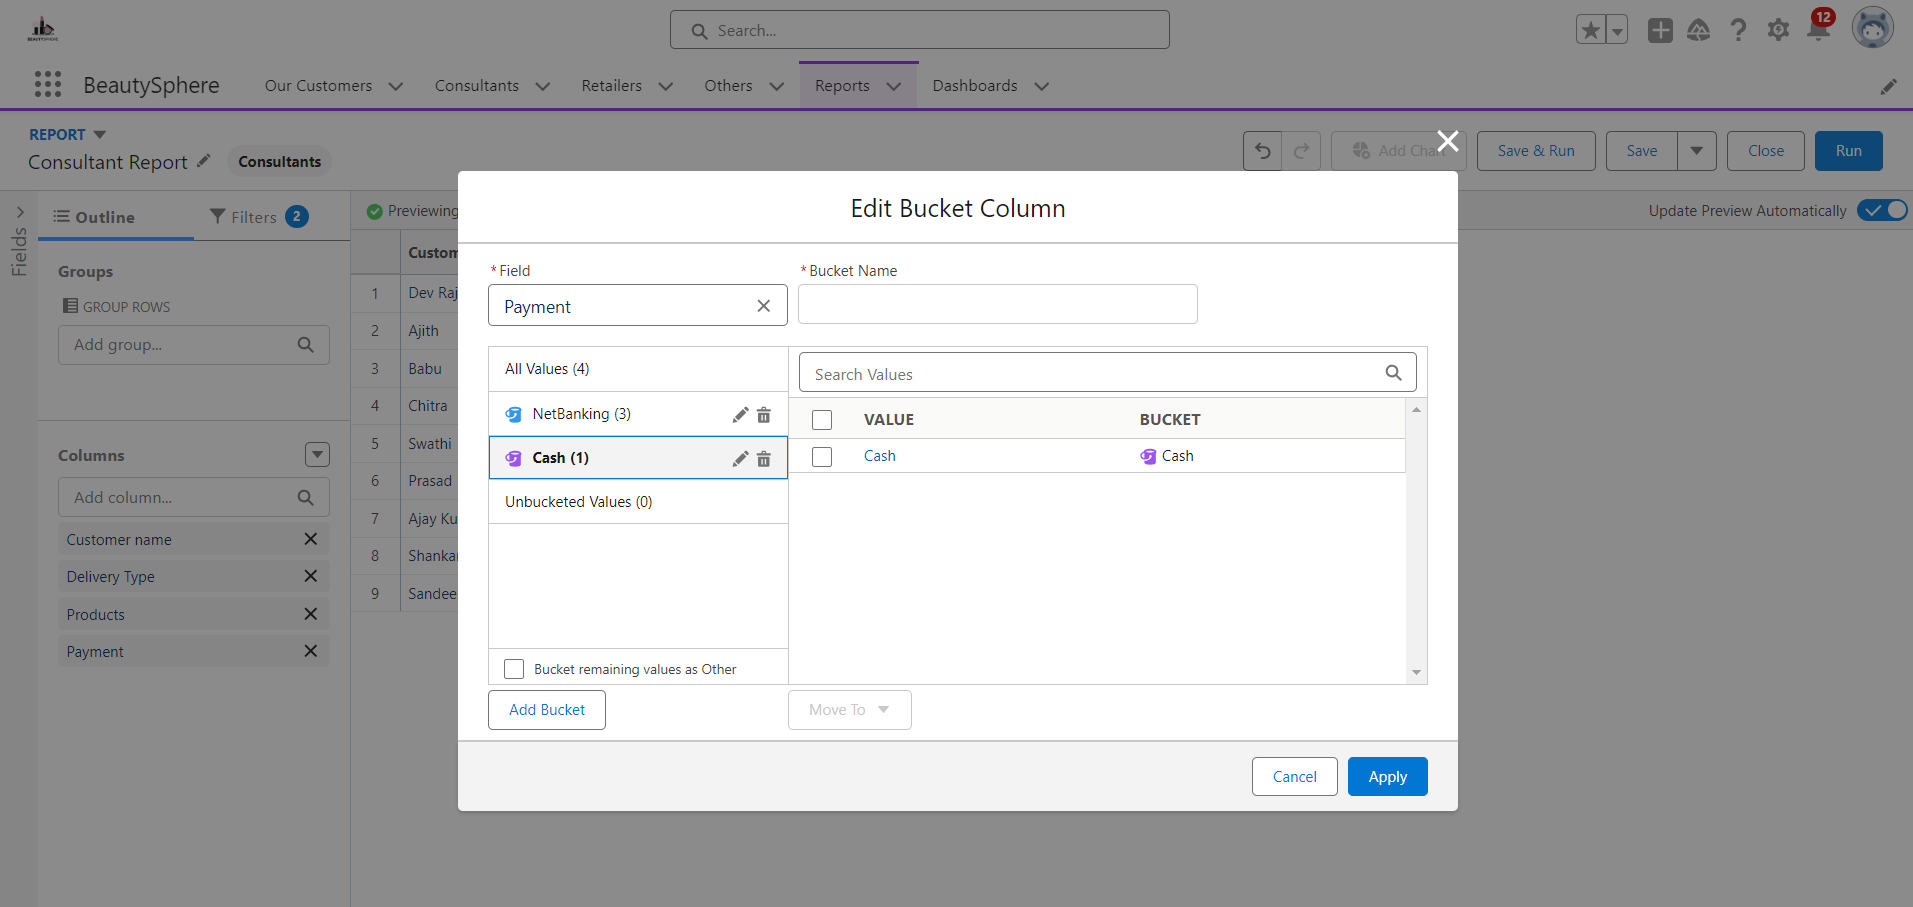 BEAUTYSPHERE
Search...
12
BeautySphere
Our Customers
Consultants
Retailers
Others
Reports
Dashboards
REPORT
Consultant Report
Consultants
Add Chart
Save & Run
Save
Close
Run
Fields
Outline
Filters 2
Previewing
Update Preview Automatically
Groups
GROUP ROWS
Add group...
Columns
Add column...
Customer name
Delivery Type
Products
Payment
Custom
1 Dev Raj
2 Ajith
3 Babu
4 Chitra
5 Swathi
6 Prasad
7 Ajay Ku
8 Shankar
9 Sandee
Edit Bucket Column
* Field
* Bucket Name
Payment
All Values (4)
NetBanking (3)
Cash (1)
Unbucketed Values (0)
Bucket remaining values as Other
Search Values
VALUE BUCKET
Cash Cash
Add Bucket
Move To
Cancel
Apply